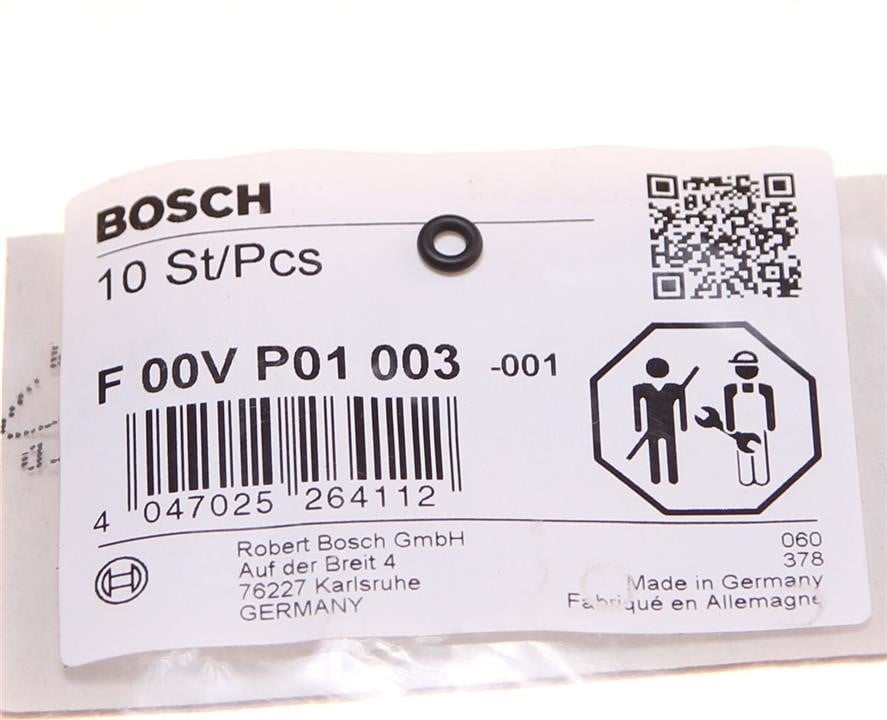 BOSCH
10 St/Pcs
F 00V P01 003 -001
4 047025 264112
Robert Bosch GmbH
Auf der Breit 4
76227 Karlsruhe
GERMANY
060
378
Made in Germany
Fabriqué en Allemagne